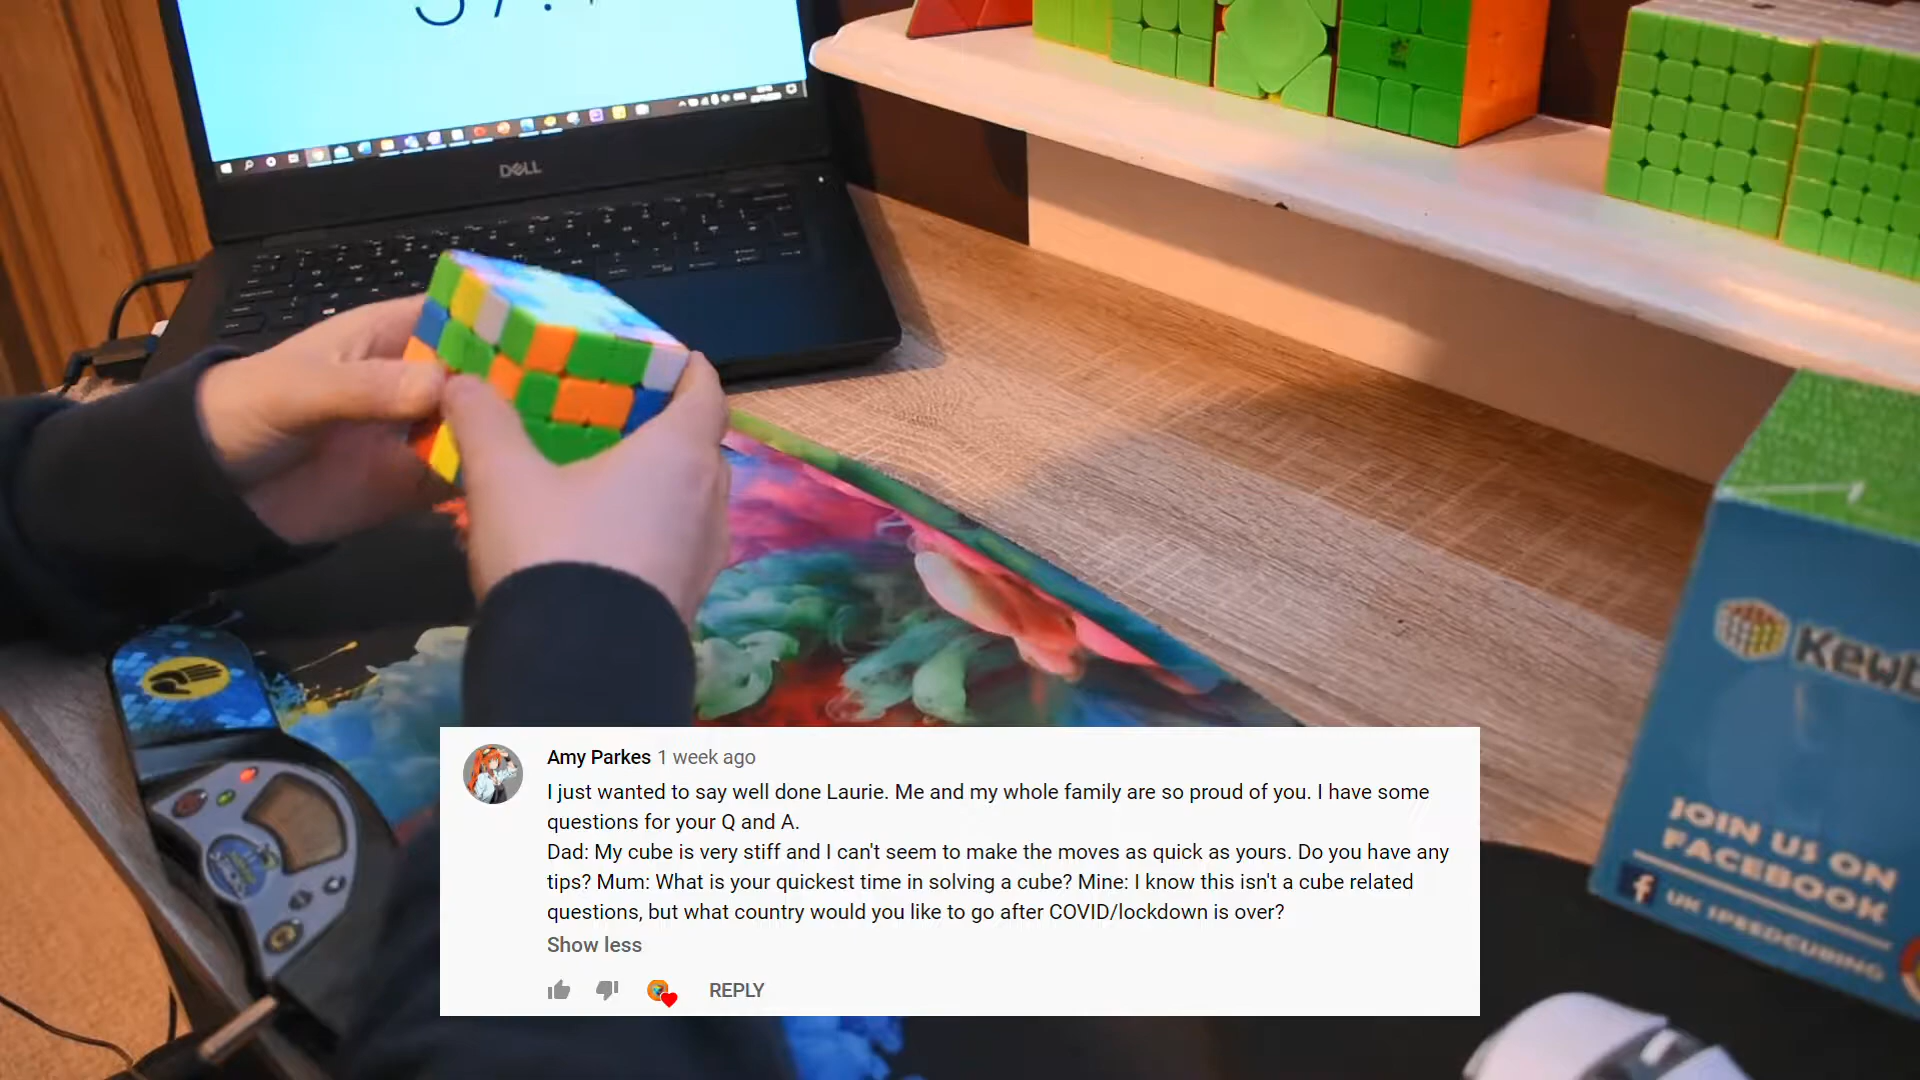 DELL
Kewb
JOIN US ON
FACEBOOK
f UK SPEEDCUBING
Amy Parkes 1 week ago
I just wanted to say well done Laurie. Me and my whole family are so proud of you. I have some
questions for your Q and A.
Dad: My cube is very stiff and I can't seem to make the moves as quick as yours. Do you have any
tips? Mum: What is your quickest time in solving a cube? Mine: I know this isn't a cube related
questions, but what country would you like to go after COVID/lockdown is over?
Show less
REPLY